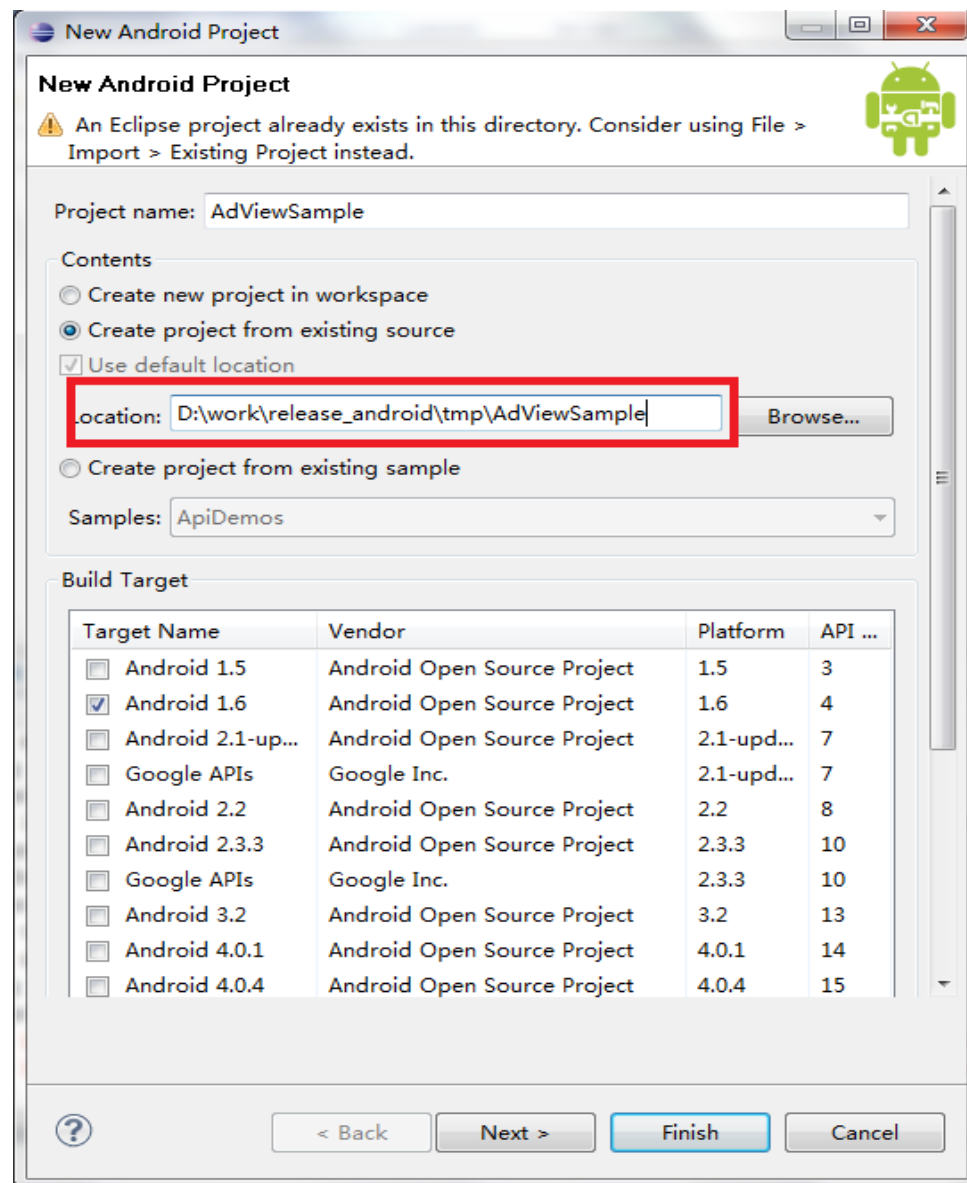 New Android Project
New Android Project
An Eclipse project already exists in this directory. Consider using File >
Import > Existing Project instead.
Project name: AdViewSample
Contents
Create new project in workspace
Create project from existing source
Use default location
Location: D:\work\release_android\tmp\AdViewSample Browse...
Create project from existing sample
Samples: ApiDemos
Build Target
Target Name Vendor Platform API ...
Android 1.5 Android Open Source Project 1.5 3
Android 1.6 Android Open Source Project 1.6 4
Android 2.1-up... Android Open Source Project 2.1-upd... 7
Google APIs Google Inc. 2.1-upd... 7
Android 2.2 Android Open Source Project 2.2 8
Android 2.3.3 Android Open Source Project 2.3.3 10
Google APIs Google Inc. 2.3.3 10
Android 3.2 Android Open Source Project 3.2 13
Android 4.0.1 Android Open Source Project 4.0.1 14
Android 4.0.4 Android Open Source Project 4.0.4 15
? < Back Next > Finish Cancel